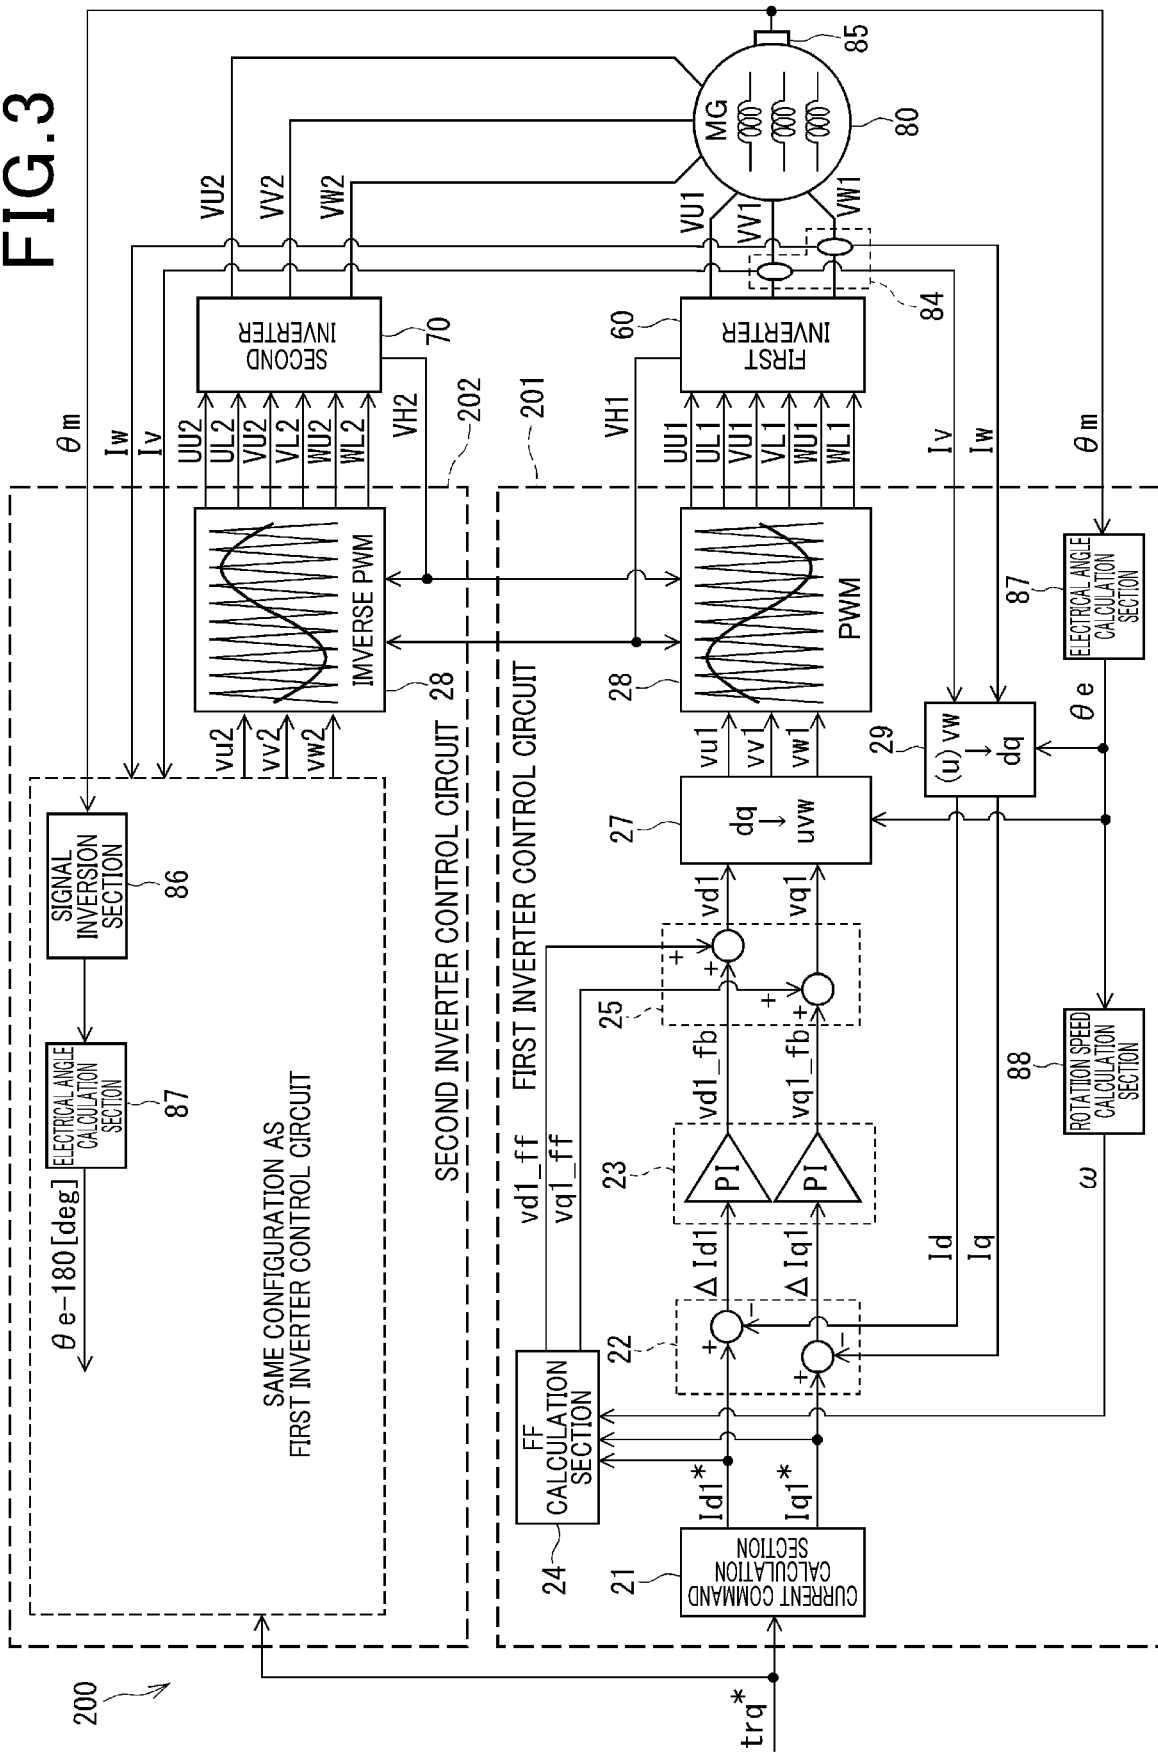 FIG.3
200
trq*
SAME CONFIGURATION AS
FIRST INVERTER CONTROL CIRCUIT
θe-180[deg]
ELECTRICAL ANGLE
CALCULATION
SECTION
87
SIGNAL
INVERSION
SECTION
86
θm
Iw
Iv
vu2
vv2
vw2
IMVERSE PWM
28
SECOND INVERTER CONTROL CIRCUIT
202
UU2
UL2
VU2
VL2
WU2
WL2
VH2
SECOND
INVERTER
70
VU2
VV2
VW2
FIRST INVERTER CONTROL CIRCUIT
201
CURRENT COMMAND
CALCULATION
SECTION
21
Id1*
Iq1*
FF
CALCULATION
SECTION
24
vd1_ff
vq1_ff
22
+
-
+
-
ΔId1
ΔIq1
23
PI
PI
vd1_fb
vq1_fb
25
+
+
+
+
vd1
vq1
27
dq
→
uvw
vu1
vv1
vw1
28
PWM
VH1
UU1
UL1
VU1
VL1
WU1
WL1
60
FIRST
INVERTER
VU1
VV1
VW1
84
MG
80
85
Iv
Iw
θm
87
ELECTRICAL ANGLE
CALCULATION
SECTION
θe
29
(u)vw
→
dq
Id
Iq
88
ROTATION SPEED
CALCULATION
SECTION
ω